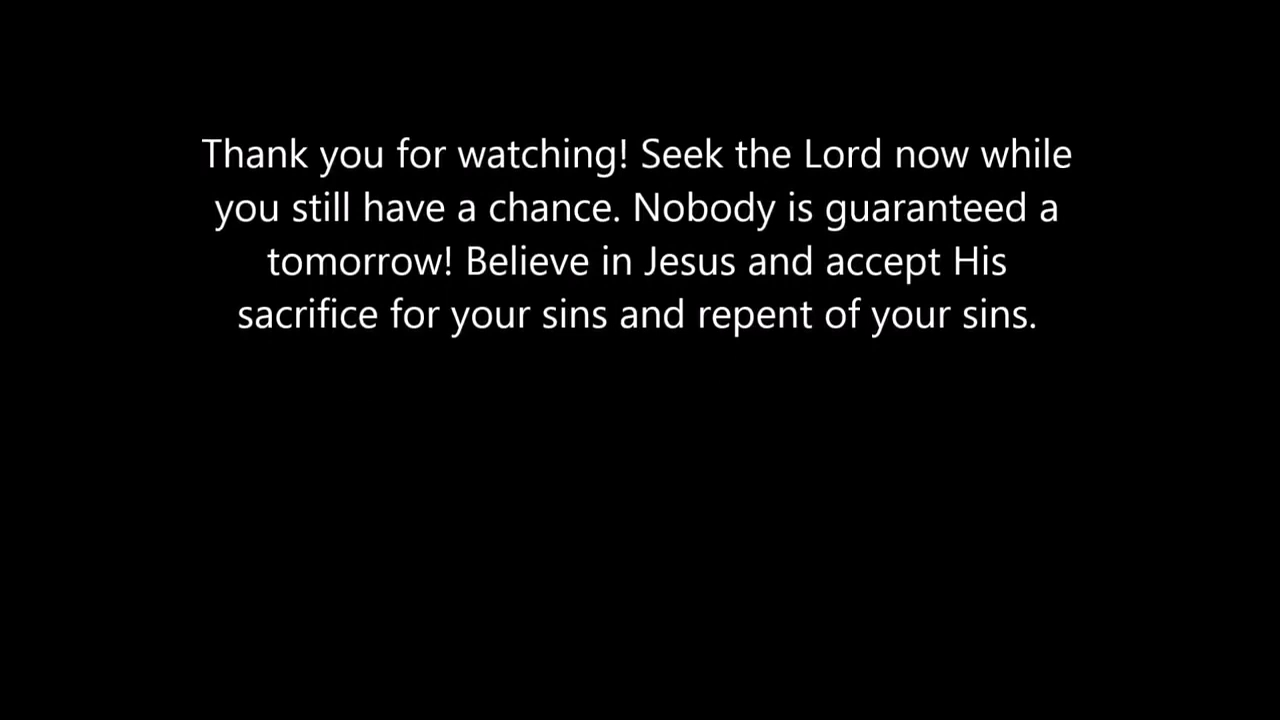 Thank you for watching! Seek the Lord now while
you still have a chance. Nobody is guaranteed a
tomorrow! Believe in Jesus and accept His
sacrifice for your sins and repent of your sins.